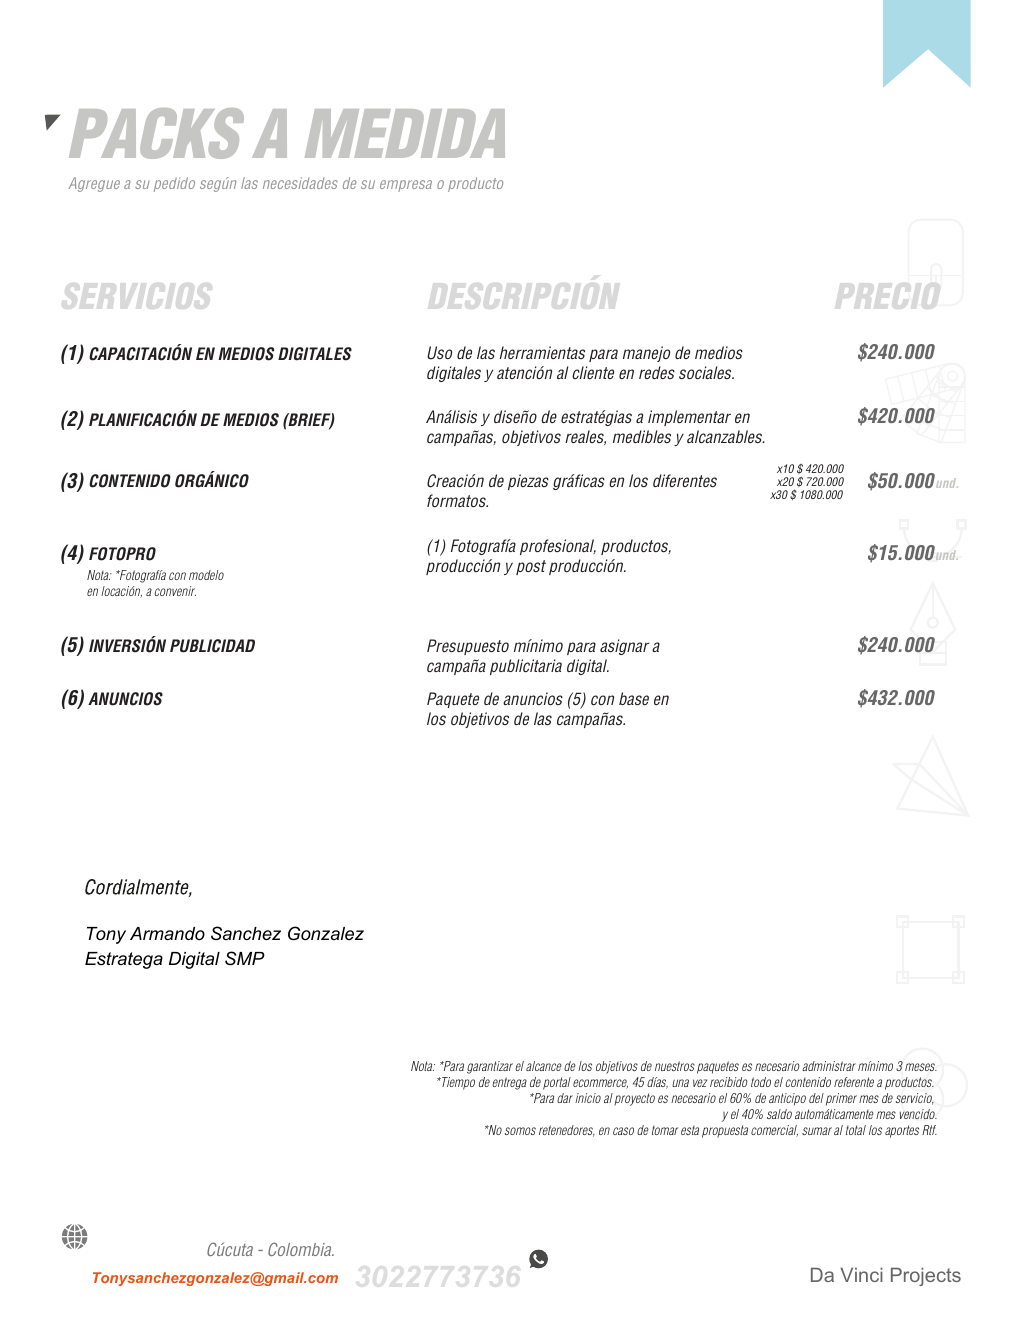 PACKS A MEDIDA
Agregue a su pedido según las necesidades de su empresa o producto
SERVICIOS
DESCRIPCIÓN
PRECIO
(1) CAPACITACIÓN EN MEDIOS DIGITALES
Uso de las herramientas para manejo de medios
digitales y atención al cliente en redes sociales.
$240.000
(2) PLANIFICACIÓN DE MEDIOS (BRIEF)
Análisis y diseño de estratégias a implementar en
campañas, objetivos reales, medibles y alcanzables.
$420.000
(3) CONTENIDO ORGÁNICO
Creación de piezas gráficas en los diferentes
formatos.
x10 $ 420.000
x20 $ 720.000
x30 $ 1080.000
$50.000 und.
(4) FOTOPRO
Nota: *Fotografía con modelo
en locación, a convenir.
(1) Fotografía profesional, productos,
producción y post producción.
$15.000 und.
(5) INVERSIÓN PUBLICIDAD
Presupuesto mínimo para asignar a
campaña publicitaria digital.
$240.000
(6) ANUNCIOS
Paquete de anuncios (5) con base en
los objetivos de las campañas.
$432.000
Cordialmente,
Tony Armando Sanchez Gonzalez
Estratega Digital SMP
Nota: *Para garantizar el alcance de los objetivos de nuestros paquetes es necesario administrar mínimo 3 meses.
*Tiempo de entrega de portal ecommerce, 45 días, una vez recibido todo el contenido referente a productos.
*Para dar inicio al proyecto es necesario el 60% de anticipo del primer mes de servicio,
y el 40% saldo automáticamente mes vencido.
*No somos retenedores, en caso de tomar esta propuesta comercial, sumar al total los aportes Rtf.
Cúcuta - Colombia.
Tonysanchezgonzalez@gmail.com
3022773736
Da Vinci Projects